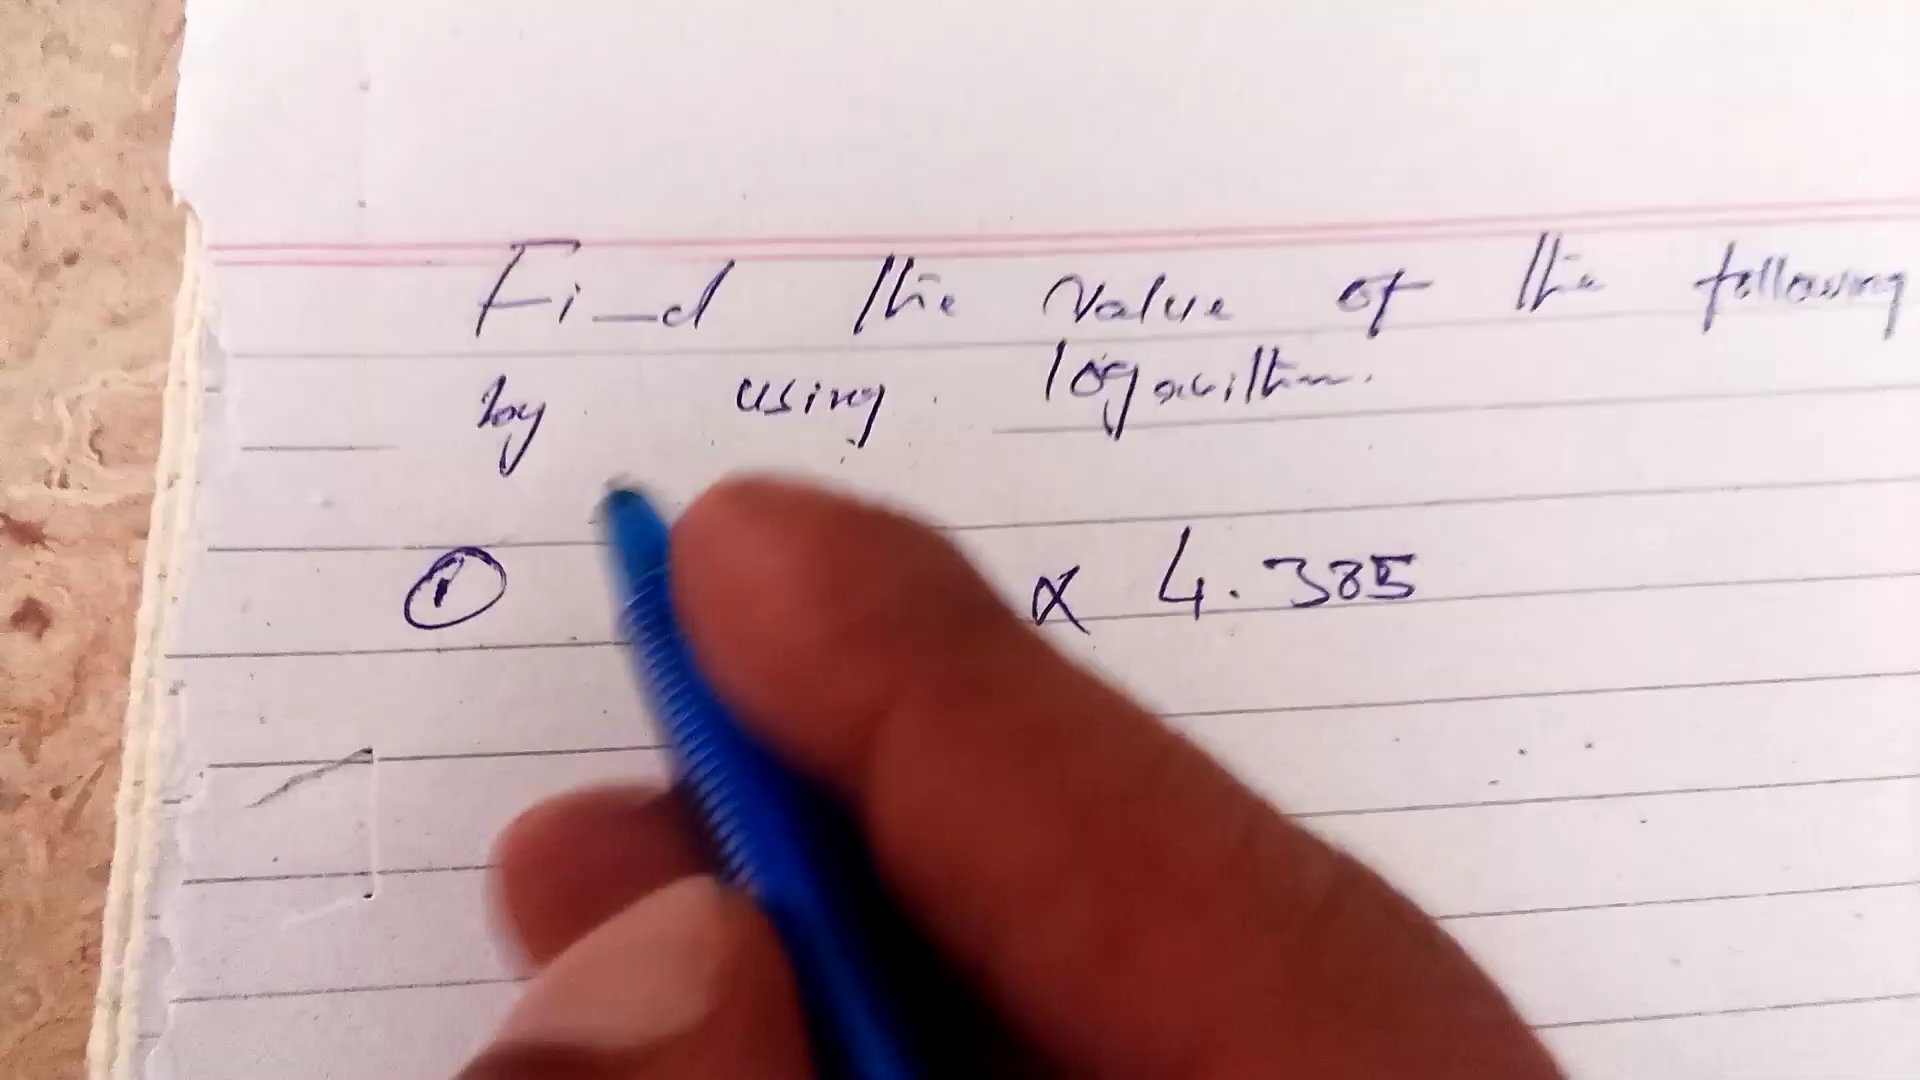 Find the value of the following
by using logarithm.
① × 4.385